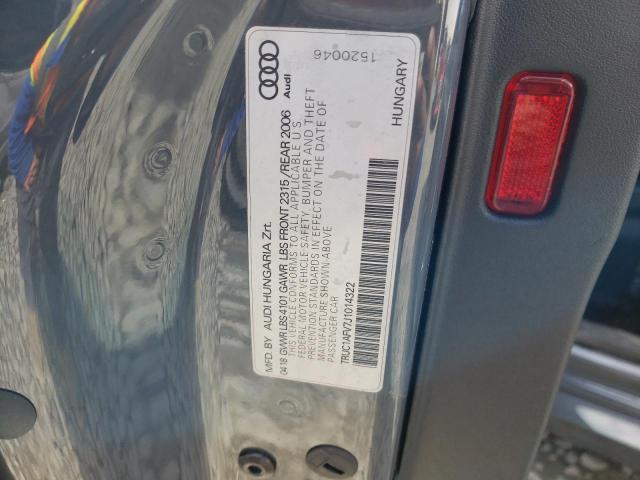 Audi
1520046
MFD. BY AUDI HUNGARIA Zrt.
04 18 GVWR LBS 4101 GAWR LBS FRONT 2315 / REAR 2006
THIS VEHICLE CONFORMS TO ALL APPLICABLE U S
FEDERAL MOTOR VEHICLE SAFETY, BUMPER AND THEFT
PREVENTION STANDARDS IN EFFECT ON THE DATE OF
MANUFACTURE SHOWN ABOVE
PASSENGER CAR
TRUC1AFV7J1014322
HUNGARY